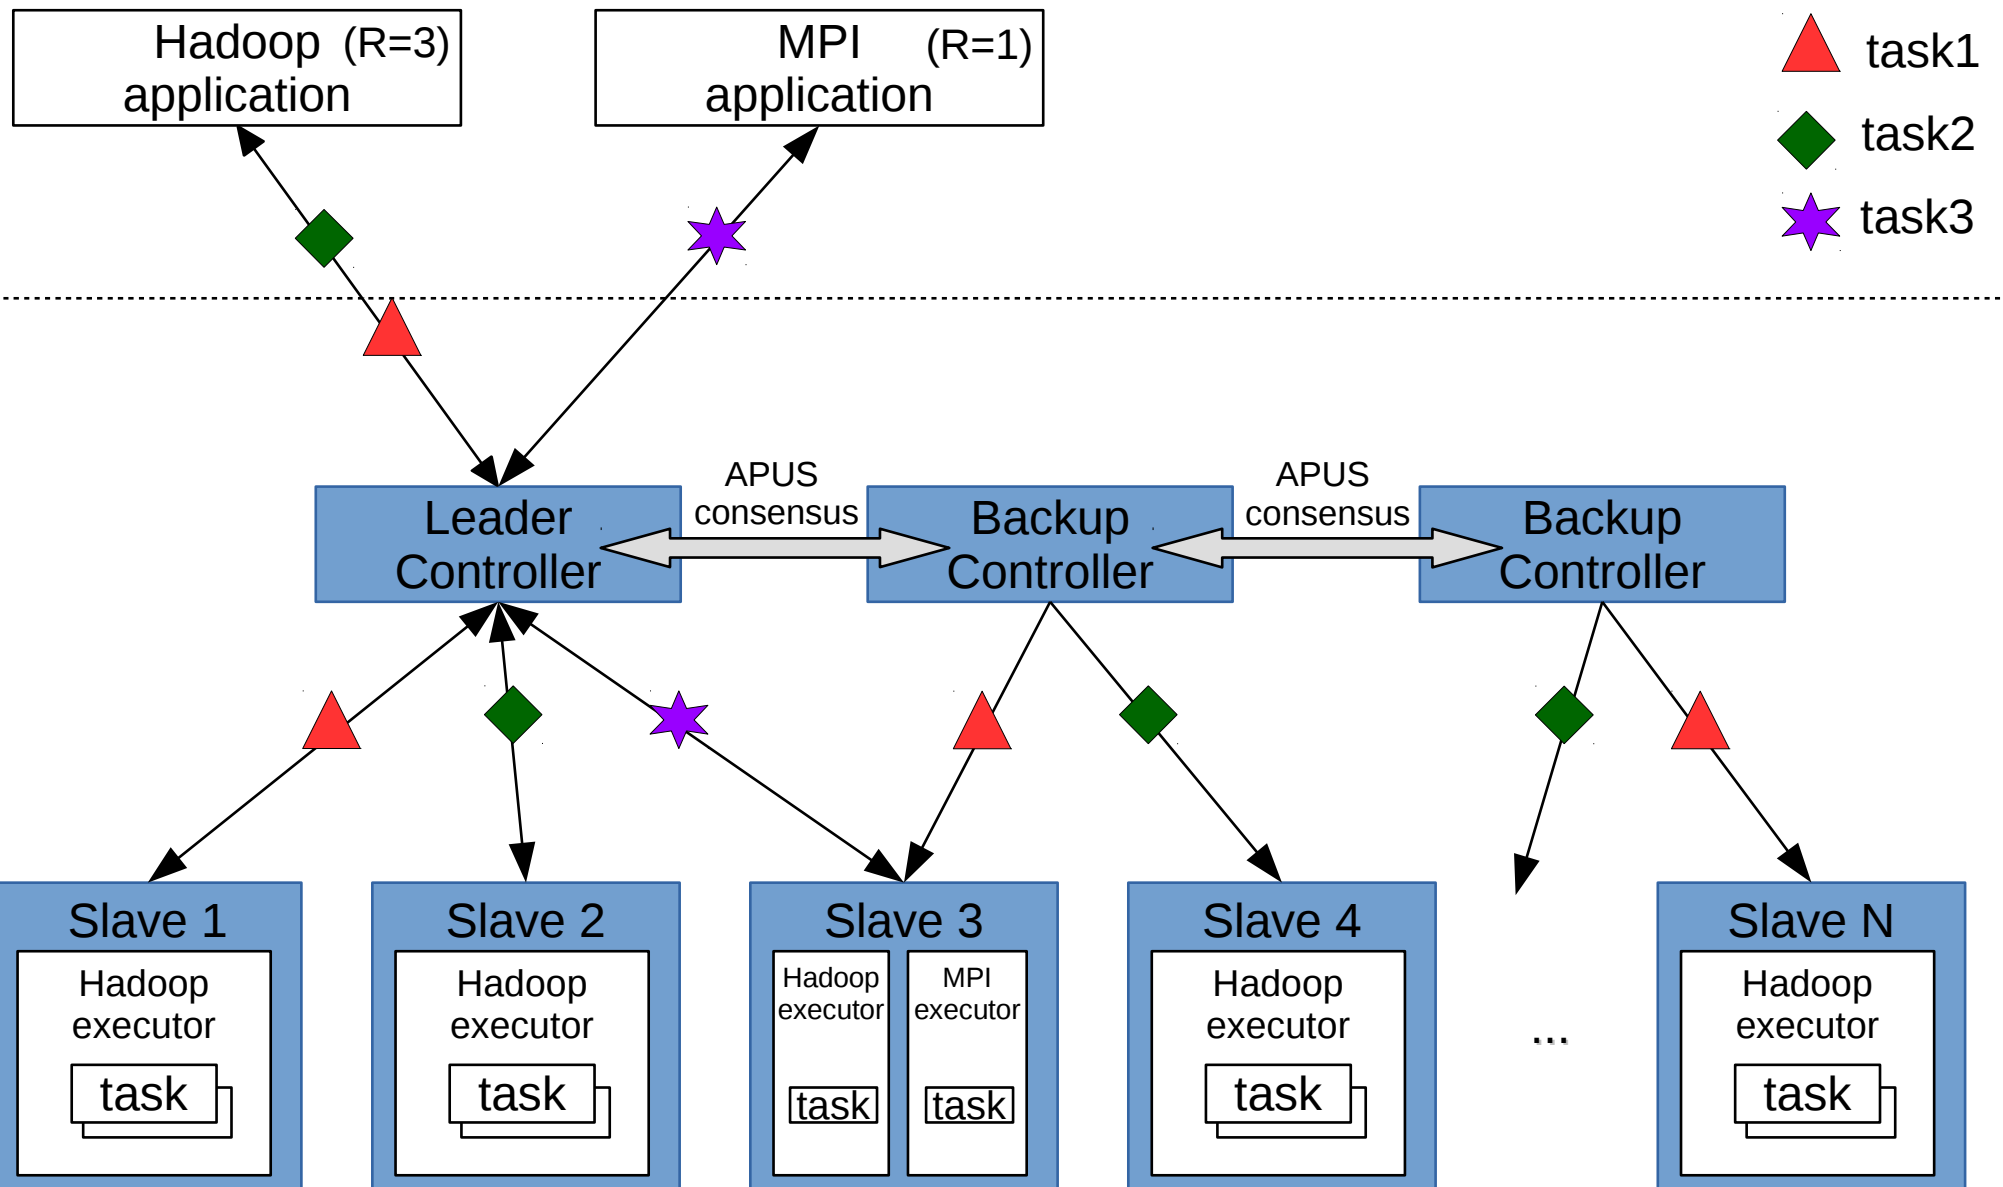 Hadoop (R=3)
application
MPI (R=1)
application
task1
task2
task3
APUS
consensus
APUS
consensus
Leader
Controller
Backup
Controller
Backup
Controller
Slave 1
Hadoop
executor
task
Slave 2
Hadoop
executor
task
Slave 3
Hadoop
executor
task
MPI
executor
task
Slave 4
Hadoop
executor
task
...
Slave N
Hadoop
executor
task